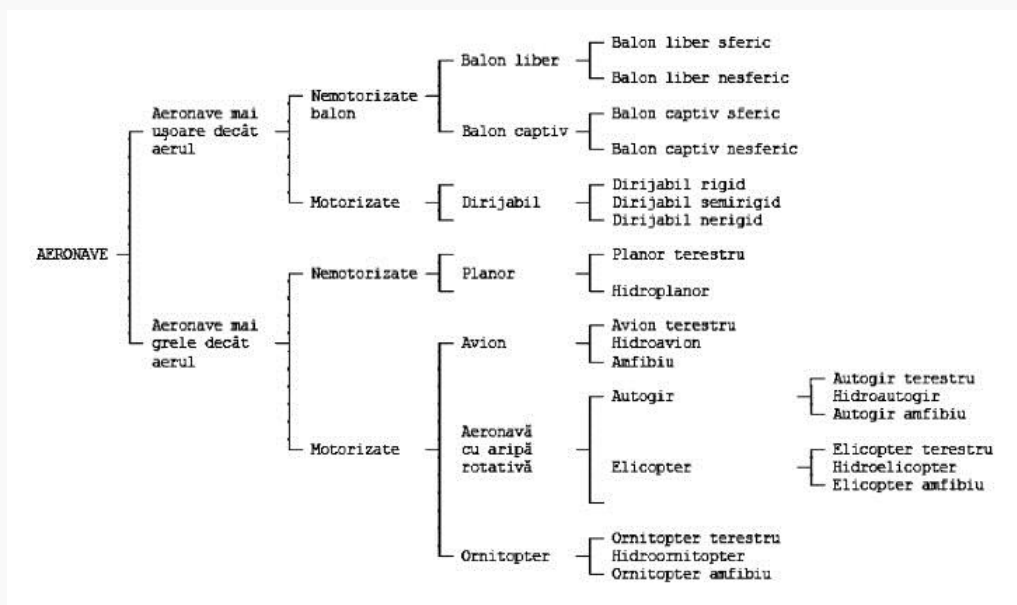 AERONAVE
Aeronave mai
ușoare decât
aerul
Nemotorizate
balon
Balon liber
Balon liber sferic
Balon liber nesferic
Balon captiv
Balon captiv sferic
Balon captiv nesferic
Motorizate
Dirijabil
Dirijabil rigid
Dirijabil semirigid
Dirijabil nerigid
Aeronave mai
grele decât
aerul
Nemotorizate
Planor
Planor terestru
Hidroplanor
Motorizate
Avion
Avion terestru
Hidroavion
Amfibiu
Aeronavă
cu aripă
rotativă
Autogir
Autogir terestru
Hidroautogir
Autogir amfibiu
Elicopter
Elicopter terestru
Hidroelicopter
Elicopter amfibiu
Ornitopter
Ornitopter terestru
Hidroornitopter
Ornitopter amfibiu